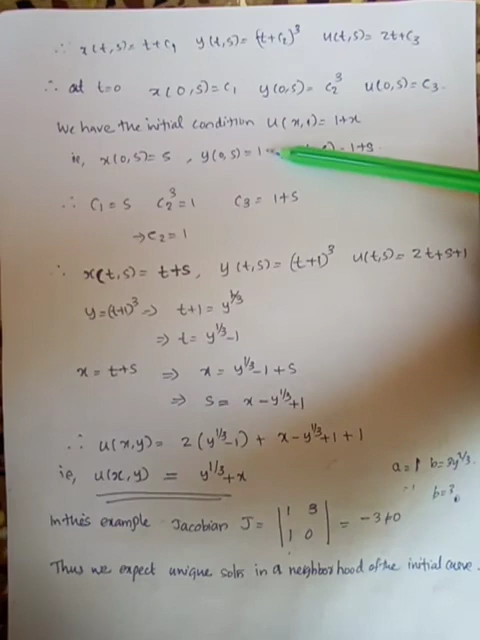 ∴ x(t,s) = t+c₁ y(t,s) = (t+c₂)³ u(t,s) = 2t+c₃
∴ at t=0 x(0,s) = c₁ y(0,s) = c₂³ u(0,s) = c₃.
We have the initial condition u(x,1) = 1+x
ie, x(0,s) = s, y(0,s) = 1 = 1+s
∴ c₁ = s c₂³ = 1 c₃ = 1+s
→ c₂ = 1
∴ x(t,s) = t+s, y(t,s) = (t+1)³ u(t,s) = 2t+s+1
y = (t+1)³ ⇒ t+1 = y^1/3
⇒ t = y^1/3 - 1
x = t+s ⇒ x = y^1/3 - 1 + s
⇒ s = x - y^1/3 + 1
∴ u(x,y) = 2(y^1/3 - 1) + x - y^1/3 + 1 + 1
ie, u(x,y) = y^1/3 + x
a = 1 b = 3y^2/3
b = 3
In this example Jacobian J = |1 3; 1 0| = -3 ≠ 0
Thus we expect unique soln in a neighborhood of the initial curve.